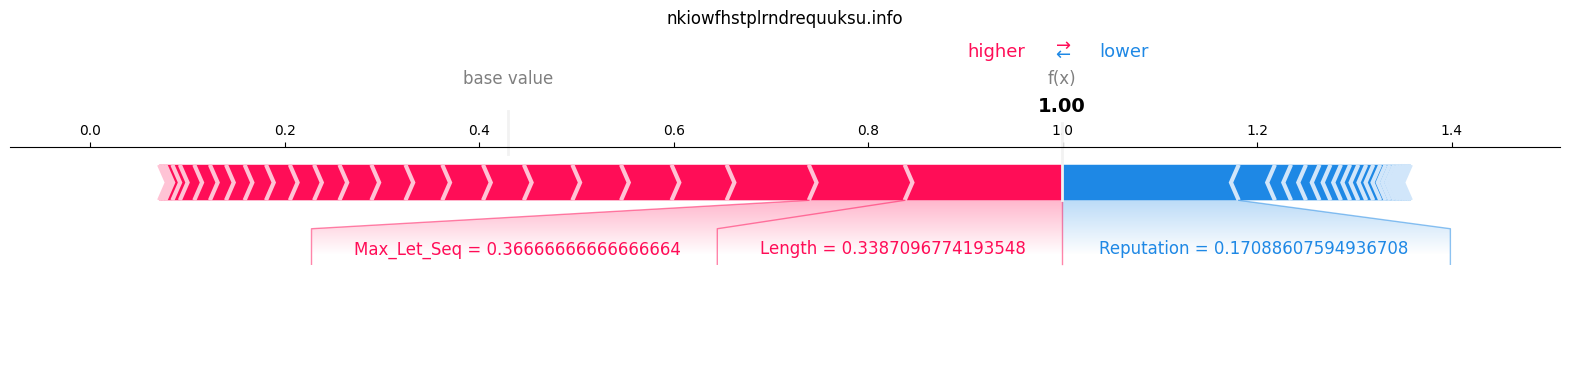 nkiowfhstplrndrequuksu.info
higher ⇄ lower
base value f(x)
1.00
0.0 0.2 0.4 0.6 0.8 1.0 1.2 1.4
Max_Let_Seq = 0.36666666666666664 Length = 0.3387096774193548 Reputation = 0.17088607594936708